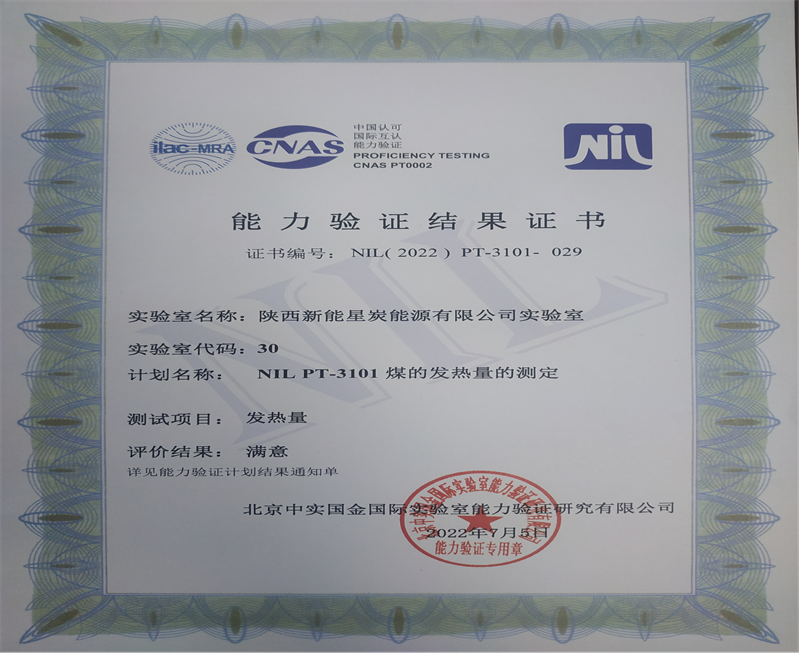 ilac-MRA
CNAS
中国认可
国际互认
能力验证
PROFICIENCY TESTING
CNAS PT0002
NIL
能力验证结果证书
证书编号： NIL( 2022 ) PT-3101- 029
实验室名称：陕西新能星炭能源有限公司实验室
实验室代码：30
计划名称： NIL PT-3101 煤的发热量的测定
测试项目： 发热量
评价结果： 满意
详见能力验证计划结果通知单
北京中实国金国际实验室能力验证研究有限公司
2022年7月5日
能力验证专用章
NIL